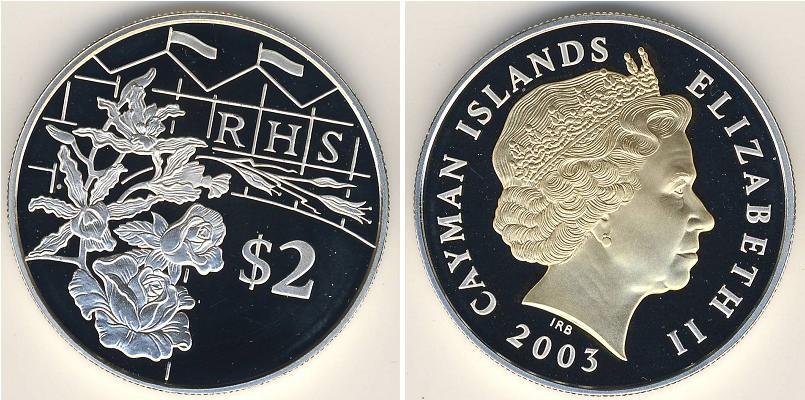 RHS
$2
CAYMAN ISLANDS
ELIZABETH II
IRB
2003